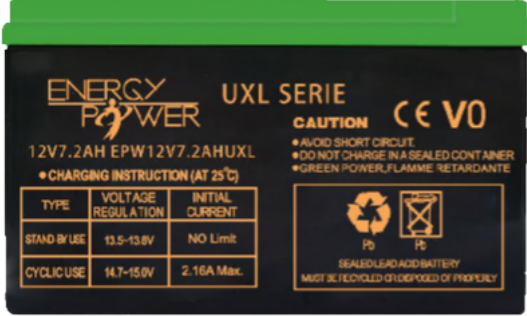 ENERGY
POWER
UXL SERIE
CAUTION CE V0
12V7.2AH EPW12V7.2AHUXL
• AVOID SHORT CIRCUIT.
• DO NOT CHARGE IN A SEALED CONTAINER
• GREEN POWER,FLAMME RETARDANTE
• CHARGING INSTRUCTION (AT 25°C)
TYPE VOLTAGE REGULATION INITIAL CURRENT
STAND-BY USE 13.5-13.8V NO Limit
CYCLIC USE 14.7-15.0V 2.16A Max.
Pb Pb
SEALED LEAD ACID BATTERY
MUST BE RECYCLED OR DISPOSED OF PROPERLY